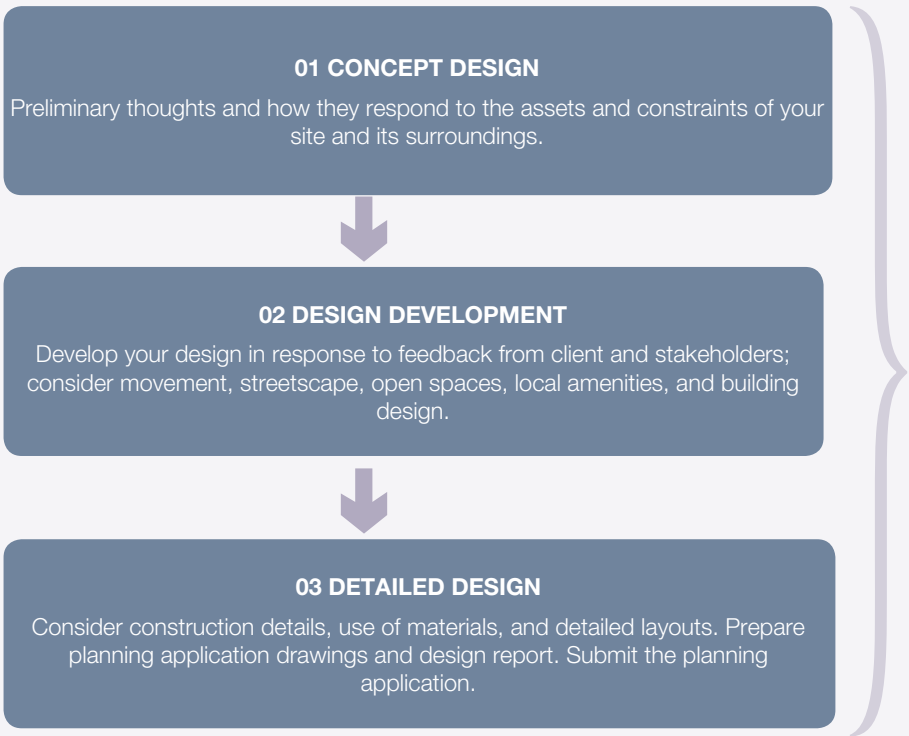 01 CONCEPT DESIGN
Preliminary thoughts and how they respond to the assets and constraints of your
site and its surroundings.
02 DESIGN DEVELOPMENT
Develop your design in response to feedback from client and stakeholders;
consider movement, streetscape, open spaces, local amenities, and building
design.
03 DETAILED DESIGN
Consider construction details, use of materials, and detailed layouts. Prepare
planning application drawings and design report. Submit the planning
application.